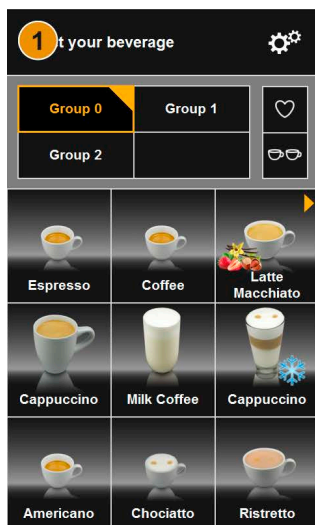 1
t your beverage
Group 0
Group 1
Group 2
Espresso
Coffee
Latte
Macchiato
Cappuccino
Milk Coffee
Cappuccino
Americano
Chociatto
Ristretto